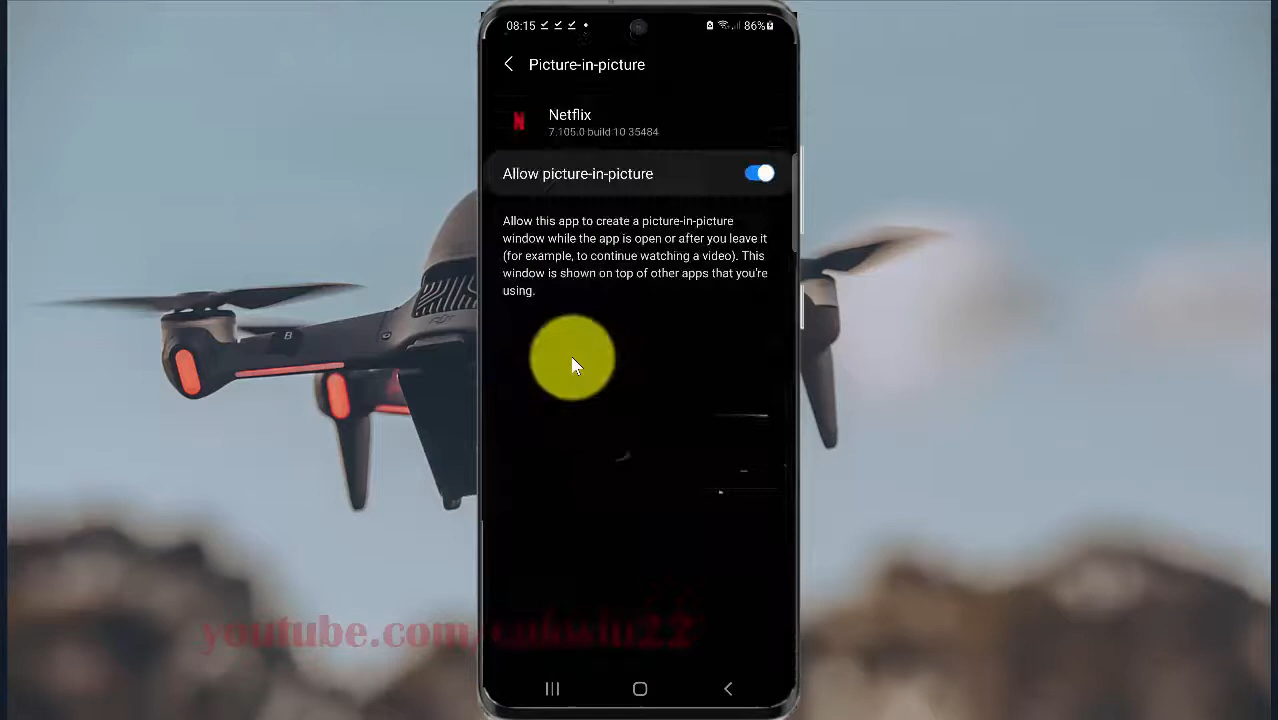 08:15
86%
Picture-in-picture
N
Netflix
7.105.0 build 10 35484
Allow picture-in-picture
Allow this app to create a picture-in-picture
window while the app is open or after you leave it
(for example, to continue watching a video). This
window is shown on top of other apps that you're
using.
B
dji
youtube.com/